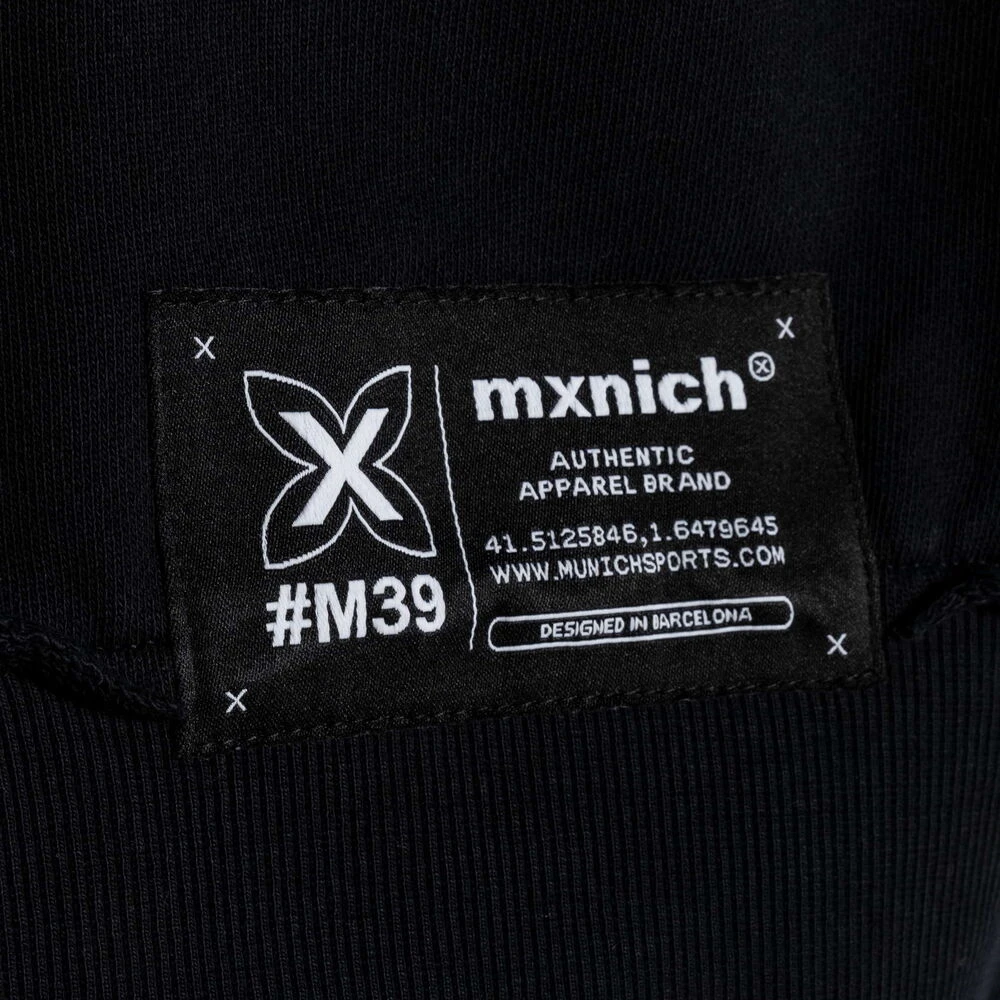 X
X
X
#M39
mxnich®
AUTHENTIC
APPAREL BRAND
41.5125846,1.6479645
WWW.MUNICHSPORTS.COM
DESIGNED IN BARCELONA
X
X